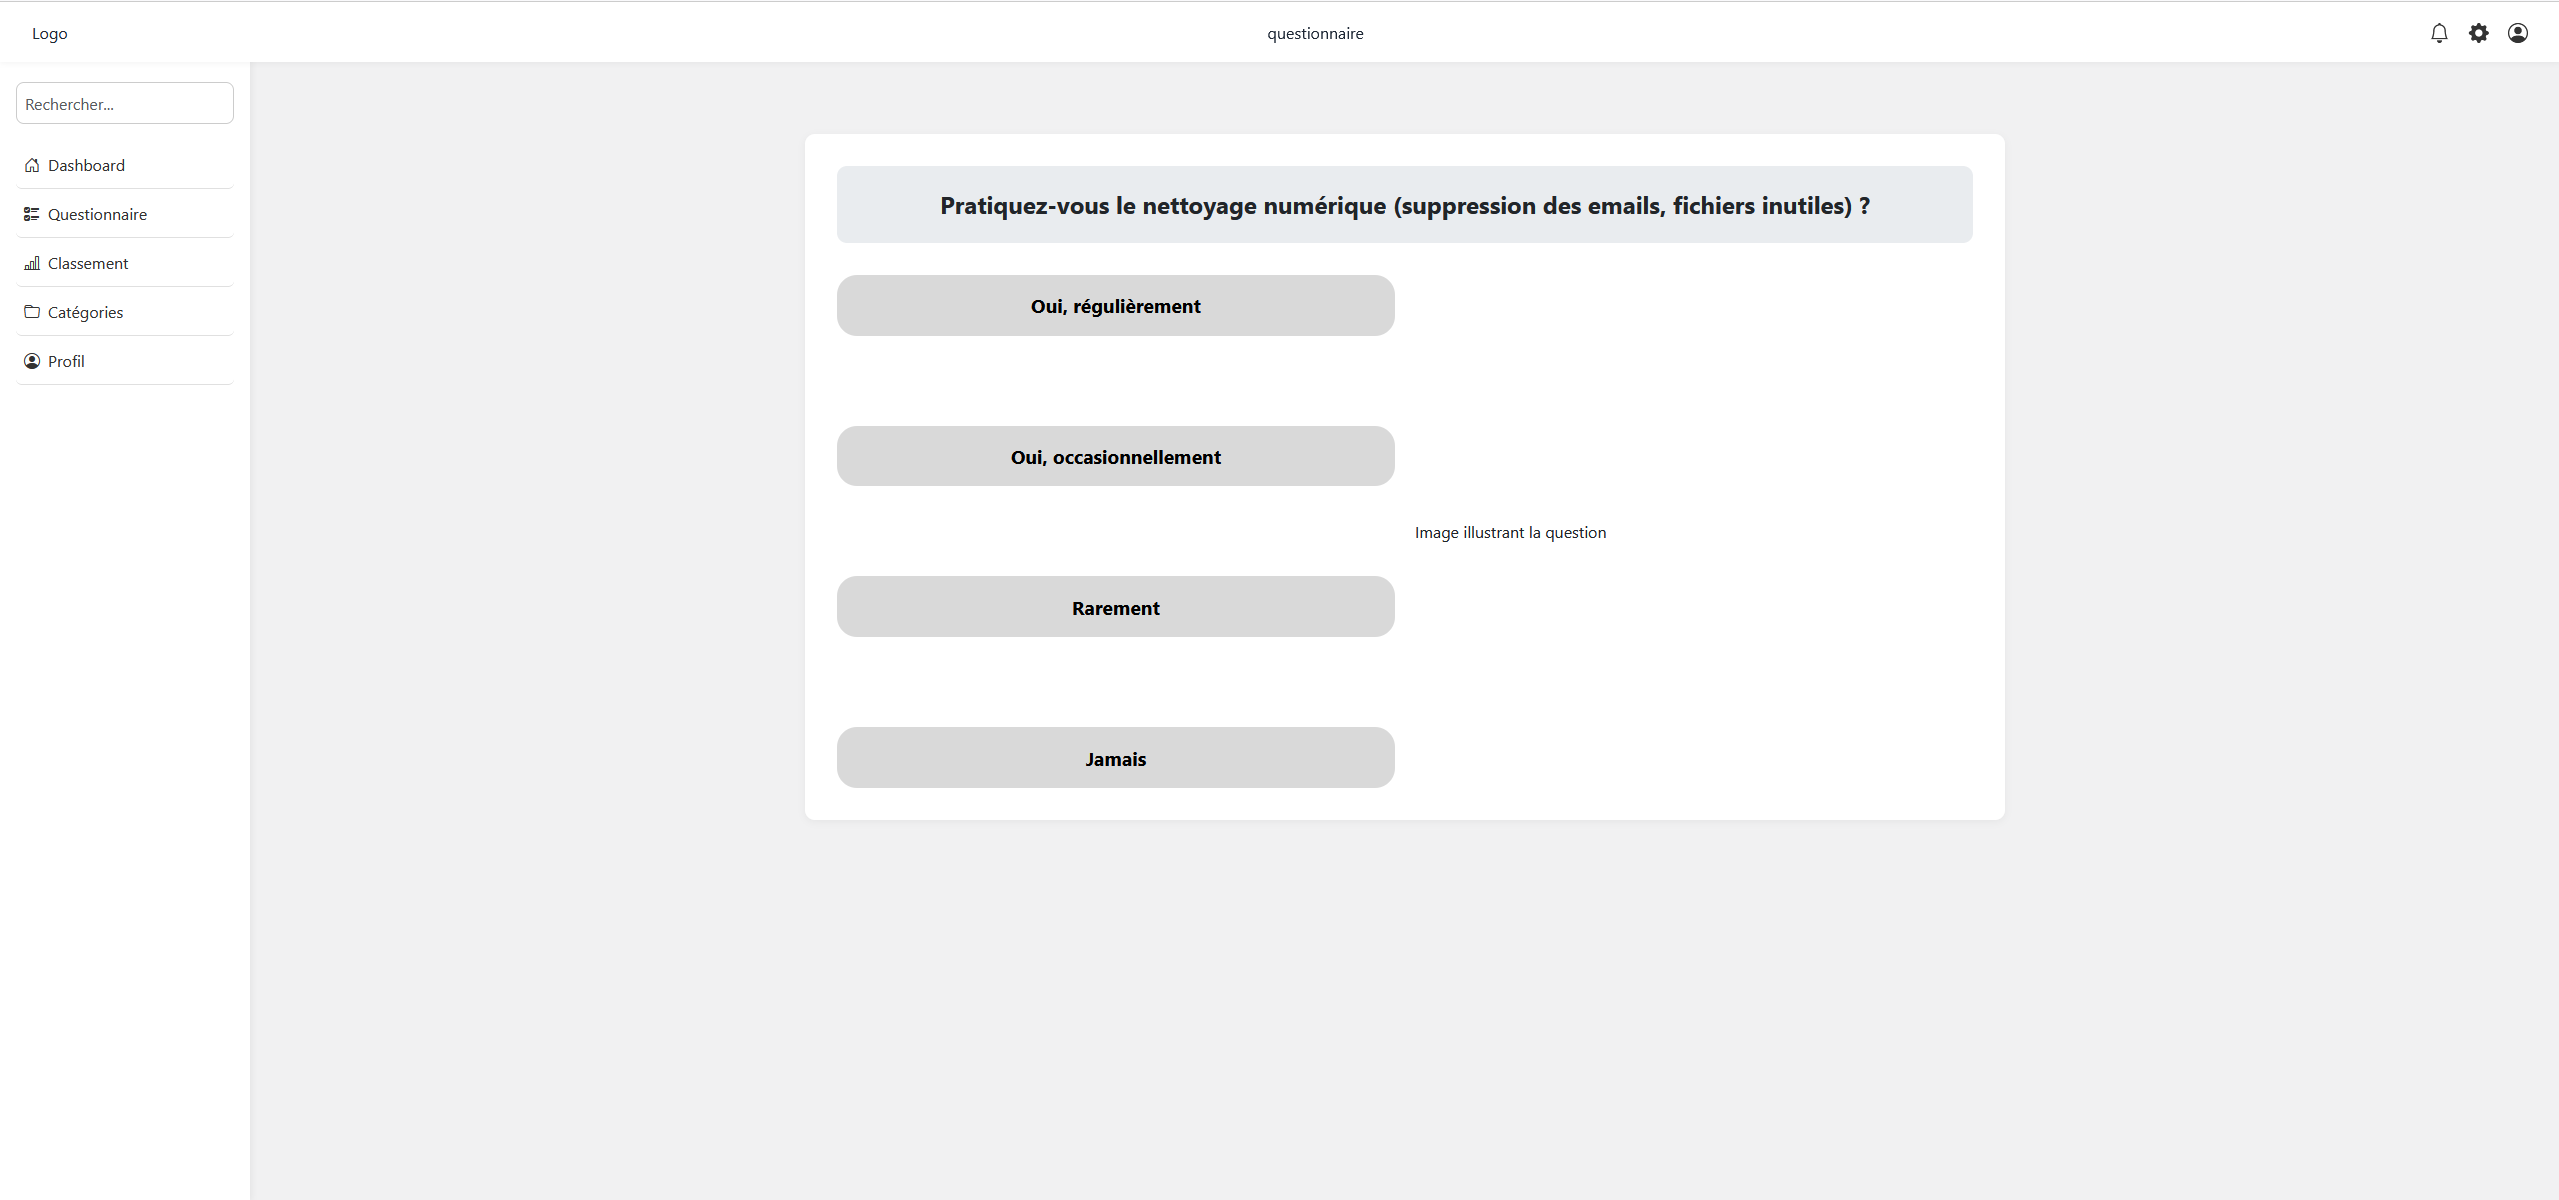 Logo
questionnaire
Rechercher...
Dashboard
Questionnaire
Classement
Catégories
Profil
Pratiquez-vous le nettoyage numérique (suppression des emails, fichiers inutiles) ?
Oui, régulièrement
Oui, occasionnellement
Image illustrant la question
Rarement
Jamais